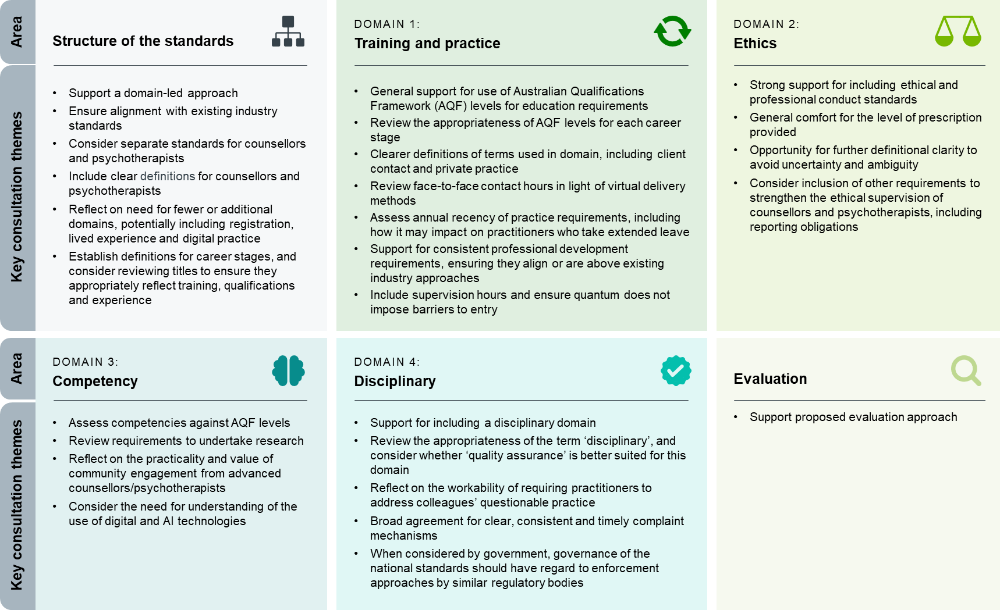 Area
Structure of the standards
DOMAIN 1:
Training and practice
DOMAIN 2:
Ethics
Key consultation themes
• Support a domain-led approach
• Ensure alignment with existing industry
standards
• Consider separate standards for counsellors
and psychotherapists
• Include clear definitions for counsellors and
psychotherapists
• Reflect on need for fewer or additional
domains, potentially including registration,
lived experience and digital practice
• Establish definitions for career stages, and
consider reviewing titles to ensure they
appropriately reflect training, qualifications
and experience
• General support for use of Australian Qualifications
Framework (AQF) levels for education requirements
• Review the appropriateness of AQF levels for each career
stage
• Clearer definitions of terms used in domain, including client
contact and private practice
• Review face-to-face contact hours in light of virtual delivery
methods
• Assess annual recency of practice requirements, including
how it may impact on practitioners who take extended leave
• Support for consistent professional development
requirements, ensuring they align or are above existing
industry approaches
• Include supervision hours and ensure quantum does not
impose barriers to entry
• Strong support for including ethical and
professional conduct standards
• General comfort for the level of prescription
provided
• Opportunity for further definitional clarity to
avoid uncertainty and ambiguity
• Consider inclusion of other requirements to
strengthen the ethical supervision of
counsellors and psychotherapists, including
reporting obligations
Area
DOMAIN 3:
Competency
DOMAIN 4:
Disciplinary
Evaluation
Key consultation themes
• Assess competencies against AQF levels
• Review requirements to undertake research
• Reflect on the practicality and value of
community engagement from advanced
counsellors/psychotherapists
• Consider the need for understanding of the
use of digital and AI technologies
• Support for including a disciplinary domain
• Review the appropriateness of the term ‘disciplinary’, and
consider whether ‘quality assurance’ is better suited for this
domain
• Reflect on the workability of requiring practitioners to
address colleagues’ questionable practice
• Broad agreement for clear, consistent and timely complaint
mechanisms
• When considered by government, governance of the
national standards should have regard to enforcement
approaches by similar regulatory bodies
• Support proposed evaluation approach